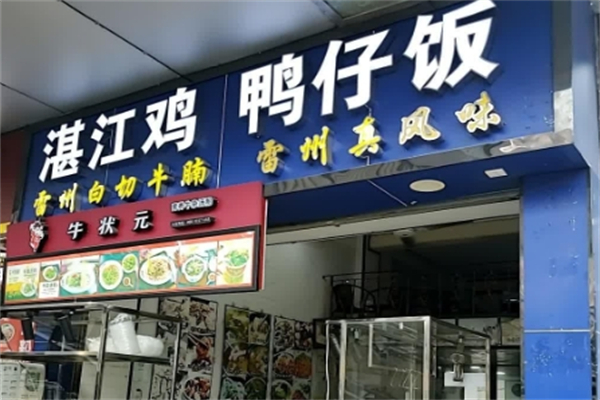 湛江鸡 鸭仔饭
雷州白切牛腩 雷州真风味
牛状元